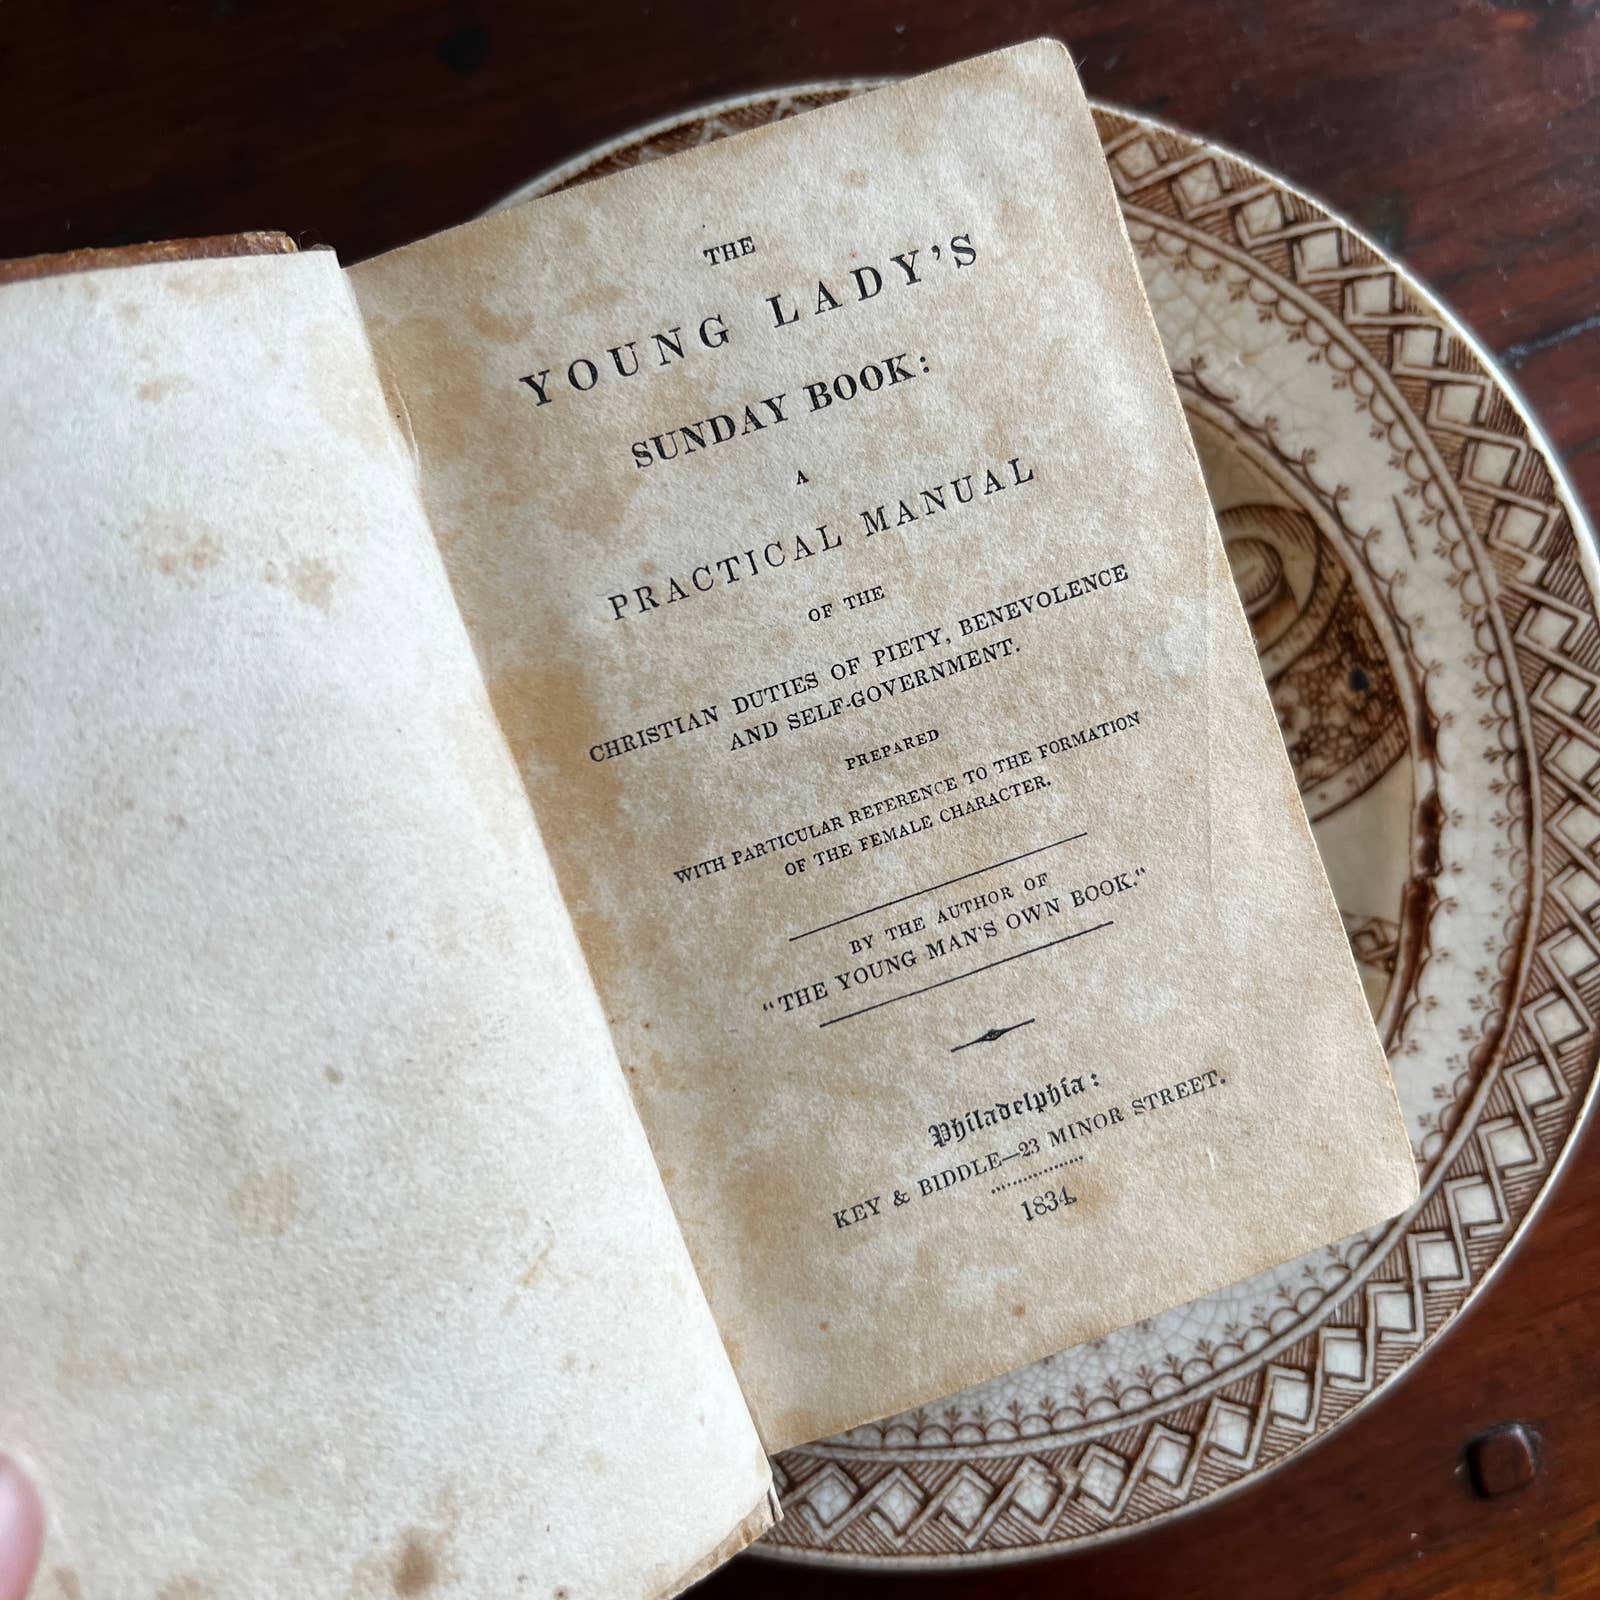 THE
YOUNG LADY'S
SUNDAY BOOK:
A
PRACTICAL MANUAL
OF THE
CHRISTIAN DUTIES OF PIETY, BENEVOLENCE
AND SELF-GOVERNMENT.
PREPARED
WITH PARTICULAR REFERENCE TO THE FORMATION
OF THE FEMALE CHARACTER.
BY THE AUTHOR OF
“THE YOUNG MAN'S OWN BOOK.“
Philadelphia:
KEY & BIDDLE—23 MINOR STREET.
1834.